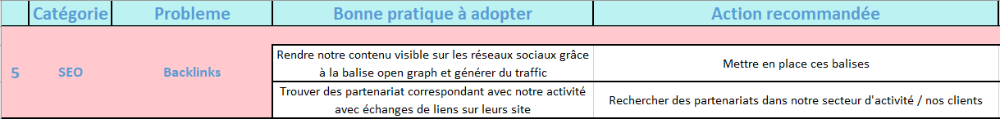 Catégorie Probleme Bonne pratique à adopter Action recommandée
Rendre notre contenu visible sur les réseaux sociaux grâce
à la balise open graph et générer du traffic
Mettre en place ces balises
5 SEO Backlinks
Trouver des partenariat correspondant avec notre activité
avec échanges de liens sur leurs site
Rechercher des partenariats dans notre secteur d'activité / nos clients